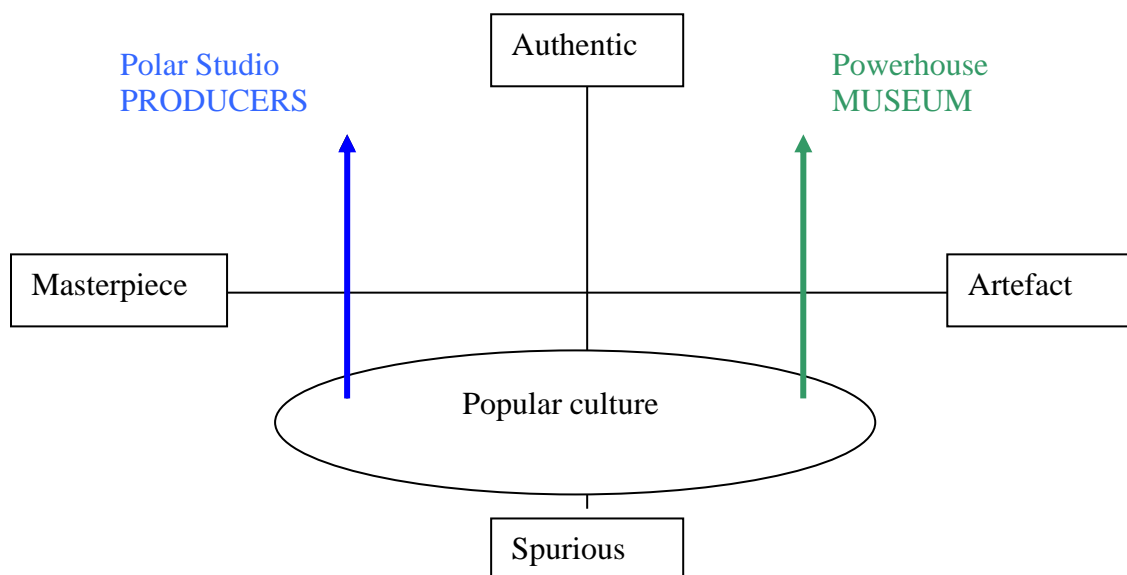 Authentic
Polar Studio
PRODUCERS
Powerhouse
MUSEUM
Masterpiece
Artefact
Popular culture
Spurious